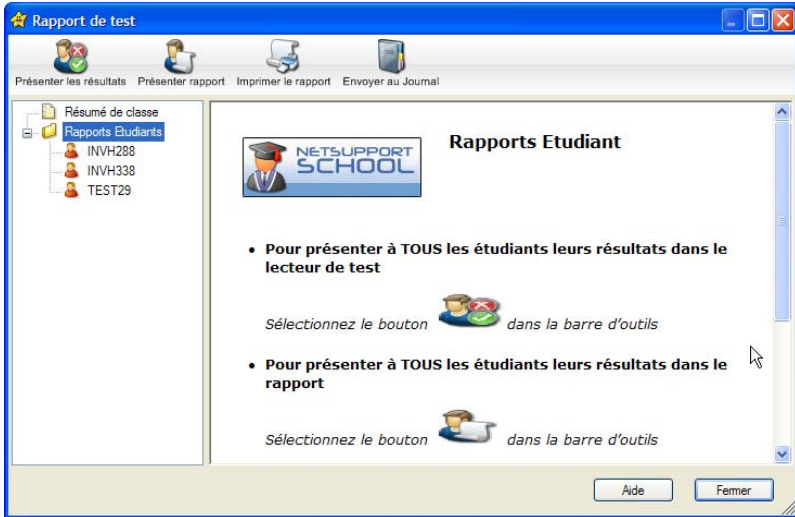 Rapport de test
Présenter les résultats Présenter rapport Imprimer le rapport Envoyer au Journal
Résumé de classe
Rapports Etudiants
INVH288
INVH338
TEST29
NETSUPPORT
SCHOOL
Rapports Etudiant
• Pour présenter à TOUS les étudiants leurs résultats dans le
lecteur de test
Sélectionnez le bouton dans la barre d'outils
• Pour présenter à TOUS les étudiants leurs résultats dans le
rapport
Sélectionnez le bouton dans la barre d'outils
Aide Fermer